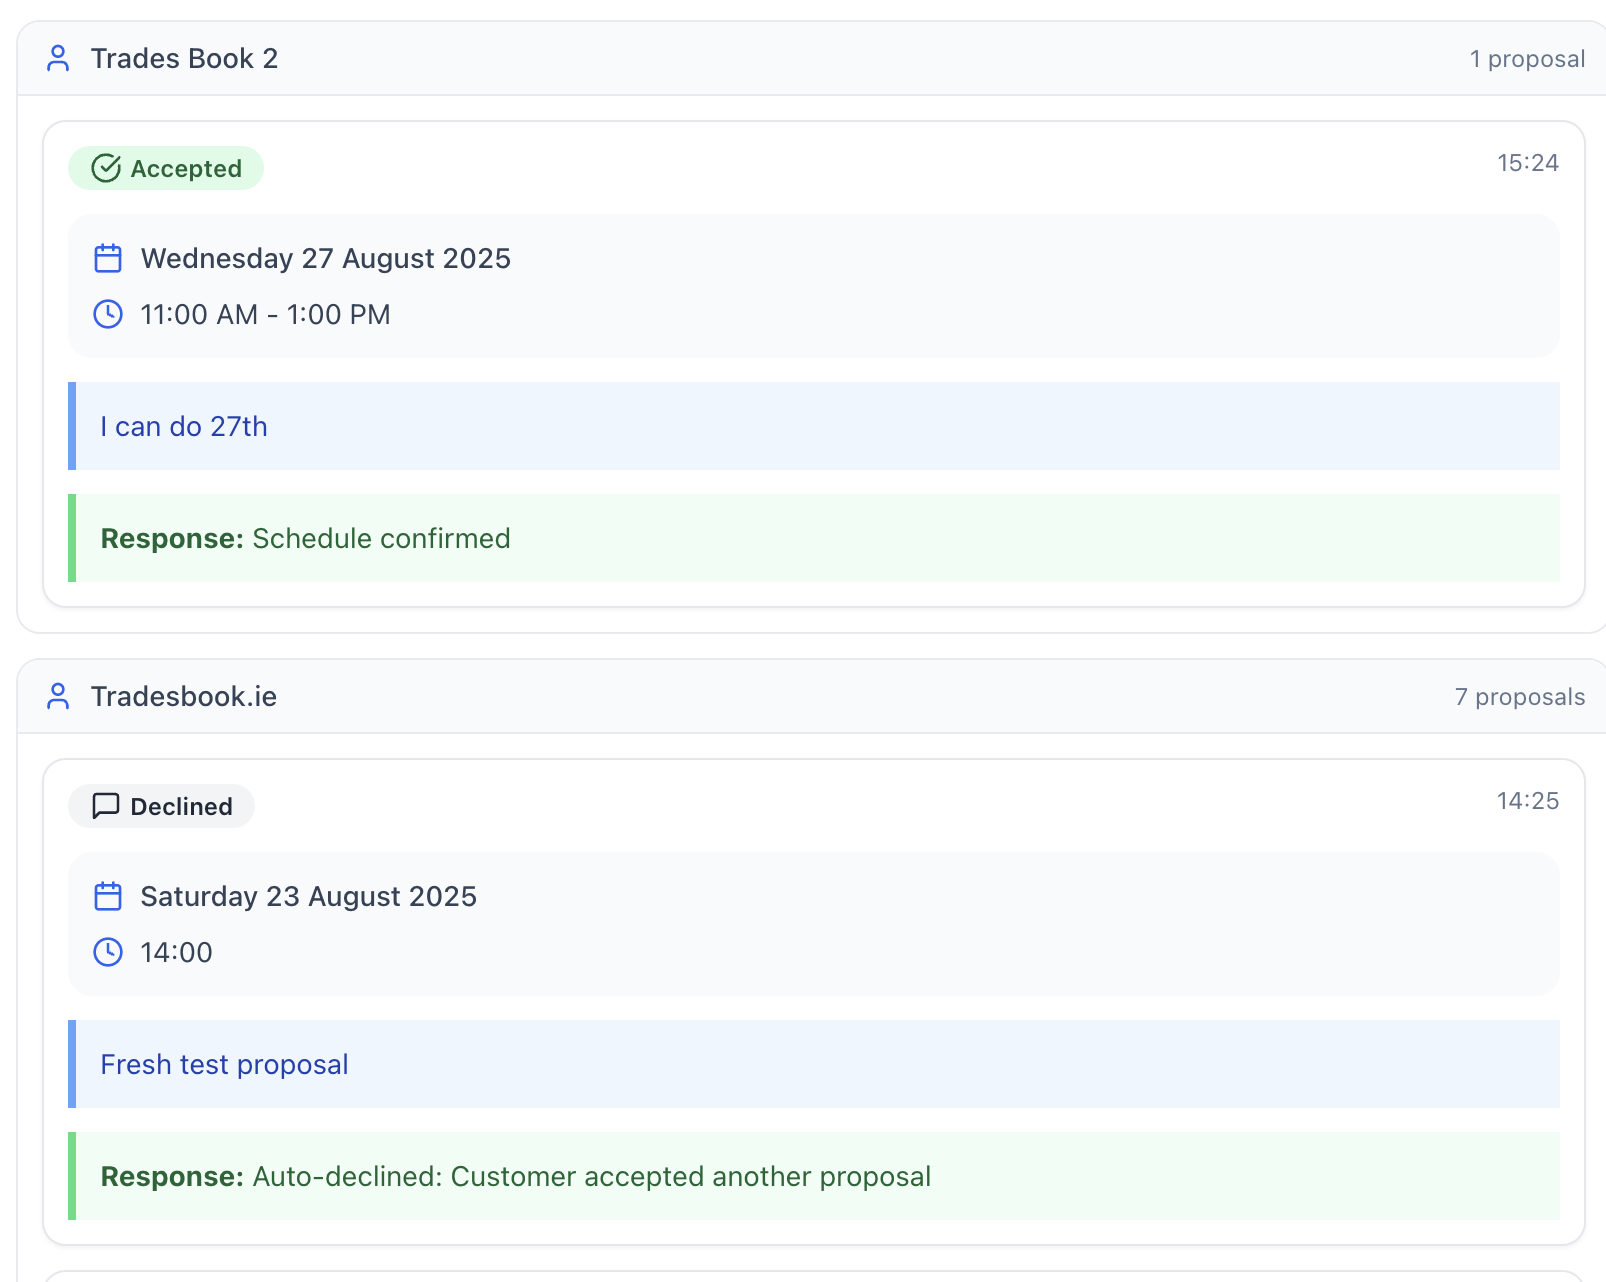 Trades Book 2
1 proposal
Accepted
15:24
Wednesday 27 August 2025
11:00 AM - 1:00 PM
I can do 27th
Response: Schedule confirmed
Tradesbook.ie
7 proposals
Declined
14:25
Saturday 23 August 2025
14:00
Fresh test proposal
Response: Auto-declined: Customer accepted another proposal